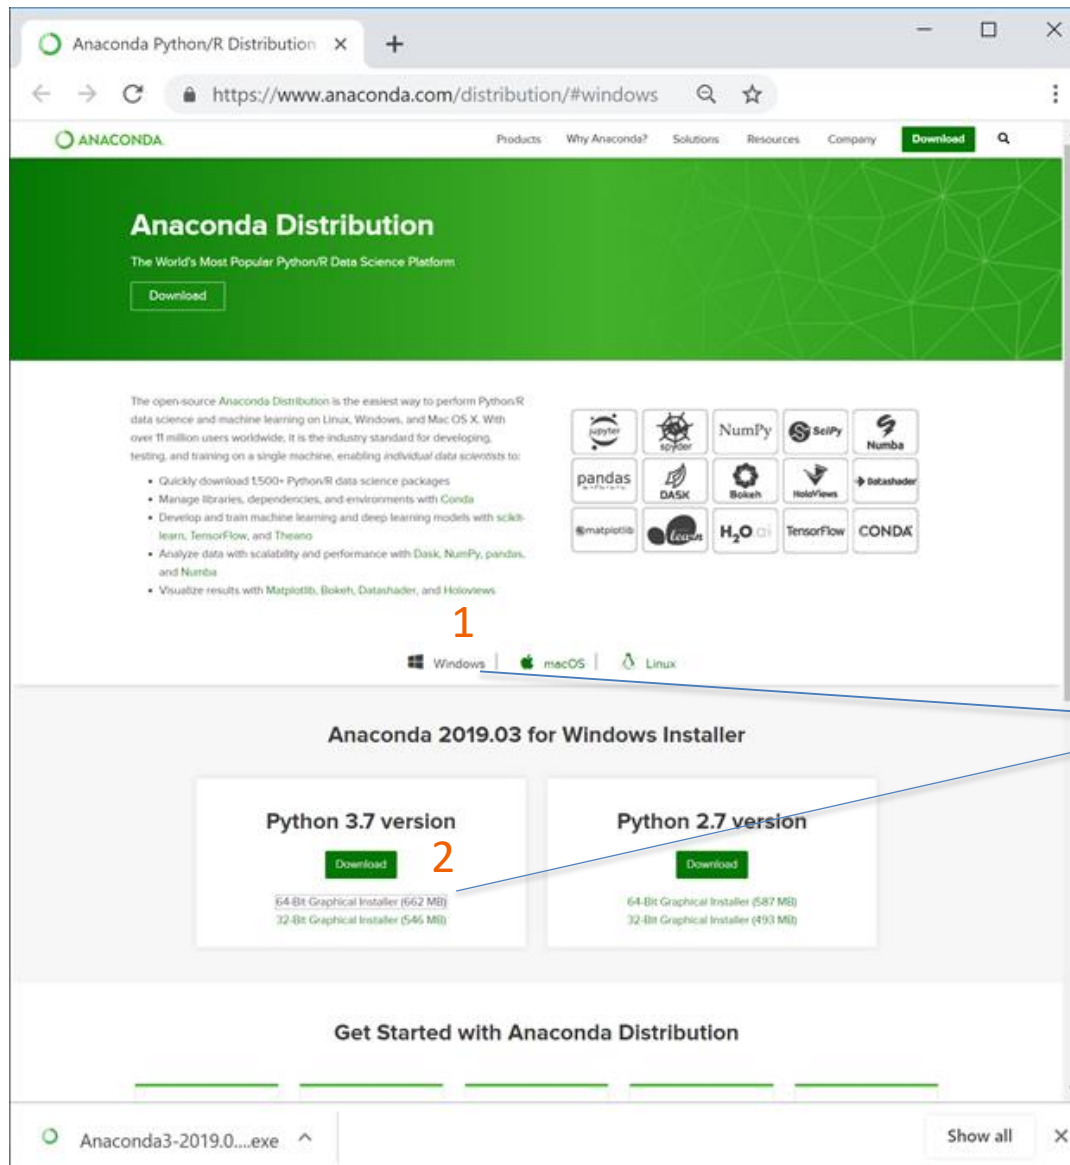 Anaconda Python/R Distribution
https://www.anaconda.com/distribution/#windows
ANACONDA.
Products Why Anaconda? Solutions Resources Company Download
Anaconda Distribution
The World's Most Popular Python/R Data Science Platform
Download
The open-source Anaconda Distribution is the easiest way to perform Python/R
data science and machine learning on Linux, Windows, and Mac OS X. With
over 11 million users worldwide, it is the industry standard for developing,
testing, and training on a single machine, enabling individual data scientists to:
• Quickly download 1,500+ Python/R data science packages
• Manage libraries, dependencies, and environments with Conda
• Develop and train machine learning and deep learning models with scikit-
learn, TensorFlow, and Theano
• Analyze data with scalability and performance with Dask, NumPy, pandas,
and Numba
• Visualize results with Matplotlib, Bokeh, Datashader, and Holoviews
jupyter spyder NumPy SciPy Numba
pandas DASK Bokeh HoloViews Datashader
matplotlib learn H2O ai TensorFlow CONDA
1
Windows macOS Linux
Anaconda 2019.03 for Windows Installer
Python 3.7 version
Download
2
64-Bit Graphical Installer (662 MB)
32-Bit Graphical Installer (546 MB)
Python 2.7 version
Download
64-Bit Graphical Installer (587 MB)
32-Bit Graphical Installer (493 MB)
Get Started with Anaconda Distribution
Anaconda3-2019.0....exe
Show all